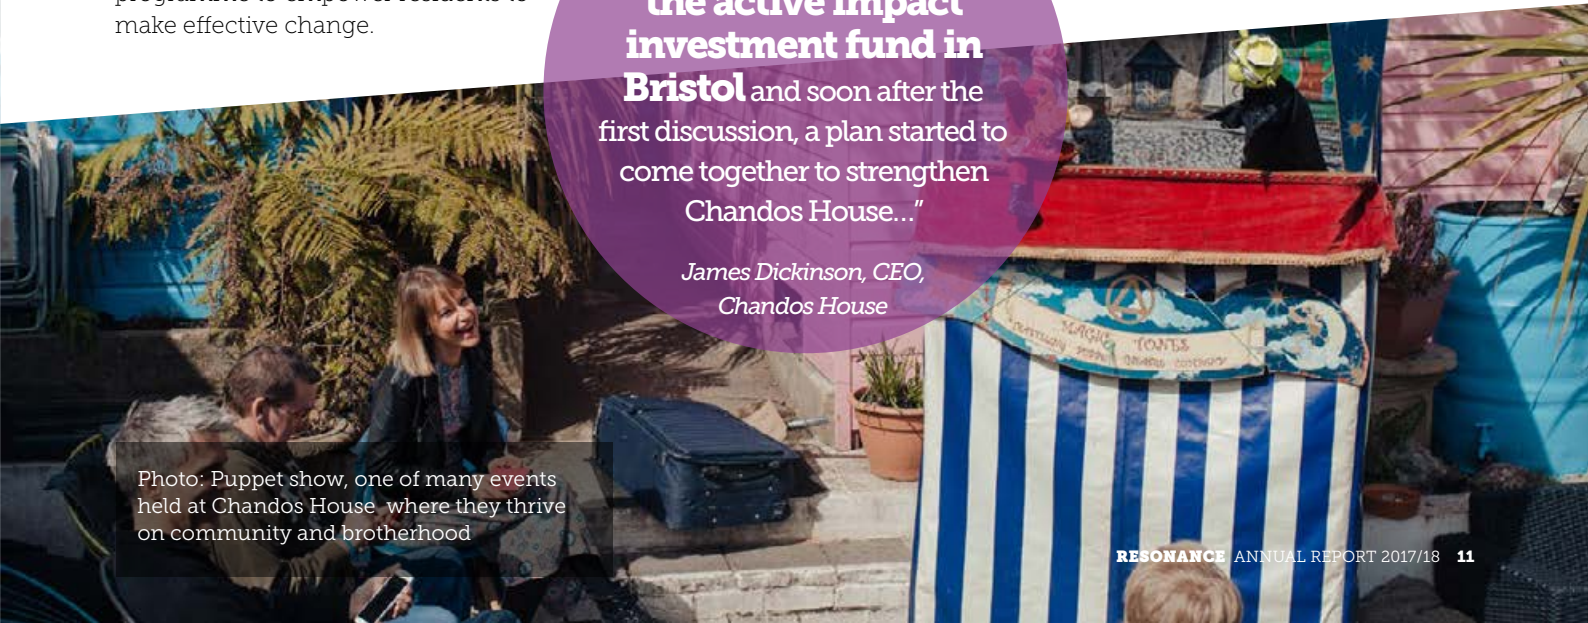 make effective change.
the active impact
investment fund in
Bristol and soon after the
first discussion, a plan started to
come together to strengthen
Chandos House…”
James Dickinson, CEO,
Chandos House
MAGIC TONES
Photo: Puppet show, one of many events
held at Chandos House where they thrive
on community and brotherhood
RESONANCE ANNUAL REPORT 2017/18 11